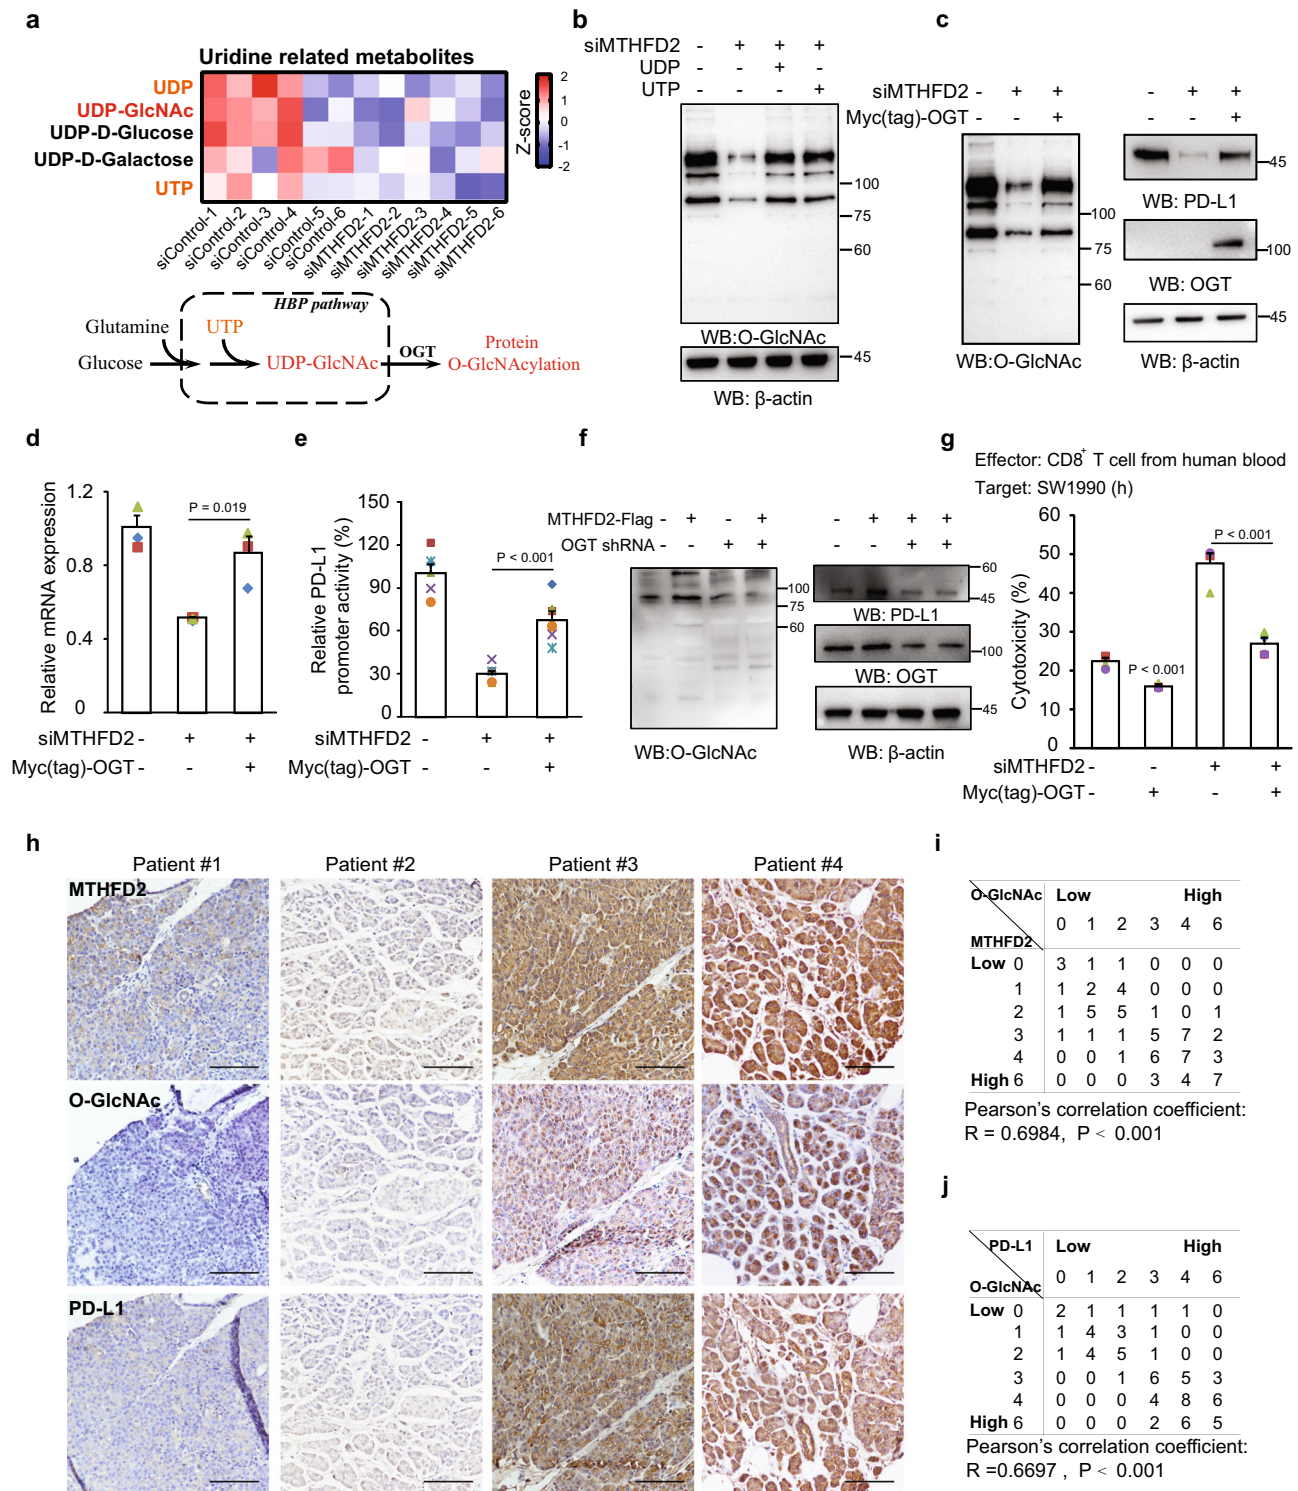 a
Uridine related metabolites
UDP
UDP-GlcNAc
UDP-D-Glucose
UDP-D-Galactose
UTP
siControl-1
siControl-2
siControl-3
siControl-4
siControl-5
siControl-6
siMTHFD2-1
siMTHFD2-2
siMTHFD2-3
siMTHFD2-4
siMTHFD2-5
siMTHFD2-6
Z-score
2
1
0
-1
-2
HBP pathway
Glutamine
UTP
Glucose
UDP-GlcNAc
OGT
Protein
O-GlcNAcylation
b
siMTHFD2 - + + +
UDP - - + -
UTP - - - +
100
75
60
WB:O-GlcNAc
45
WB: β-actin
c
siMTHFD2 - + +
Myc(tag)-OGT - - +
100
75
60
WB:O-GlcNAc
- + +
- - +
45
WB: PD-L1
100
WB: OGT
45
WB: β-actin
d
Relative mRNA expression
1.2
0.8
0.4
0
P = 0.019
siMTHFD2 - + +
Myc(tag)-OGT - - +
e
Relative PD-L1
promoter activity (%)
150
120
90
60
30
0
P < 0.001
siMTHFD2 - + +
Myc(tag)-OGT - - +
f
MTHFD2-Flag - + - +
OGT shRNA - - + +
100
75
60
WB:O-GlcNAc
- + + +
- - + +
60
45
WB: PD-L1
100
WB: OGT
45
WB: β-actin
g
Effector: CD8+ T cell from human blood
Target: SW1990 (h)
Cytotoxicity (%)
60
50
40
30
20
10
0
P < 0.001
P < 0.001
siMTHFD2 - - + +
Myc(tag)-OGT - + - +
h
Patient #1 Patient #2 Patient #3 Patient #4
MTHFD2
O-GlcNAc
PD-L1
i
O-GlcNAc Low High
0 1 2 3 4 6
MTHFD2
Low 0 3 1 1 0 0 0
1 1 2 4 0 0 0
2 1 5 5 1 0 1
3 1 1 1 5 7 2
4 0 0 1 6 7 3
High 6 0 0 0 3 4 7
Pearson's correlation coefficient:
R = 0.6984, P < 0.001
j
PD-L1 Low High
0 1 2 3 4 6
O-GlcNAc
Low 0 2 1 1 1 1 0
1 1 4 3 1 0 0
2 1 4 5 1 0 0
3 0 0 1 6 5 3
4 0 0 0 4 8 6
High 6 0 0 0 2 6 5
Pearson's correlation coefficient:
R =0.6697 , P < 0.001